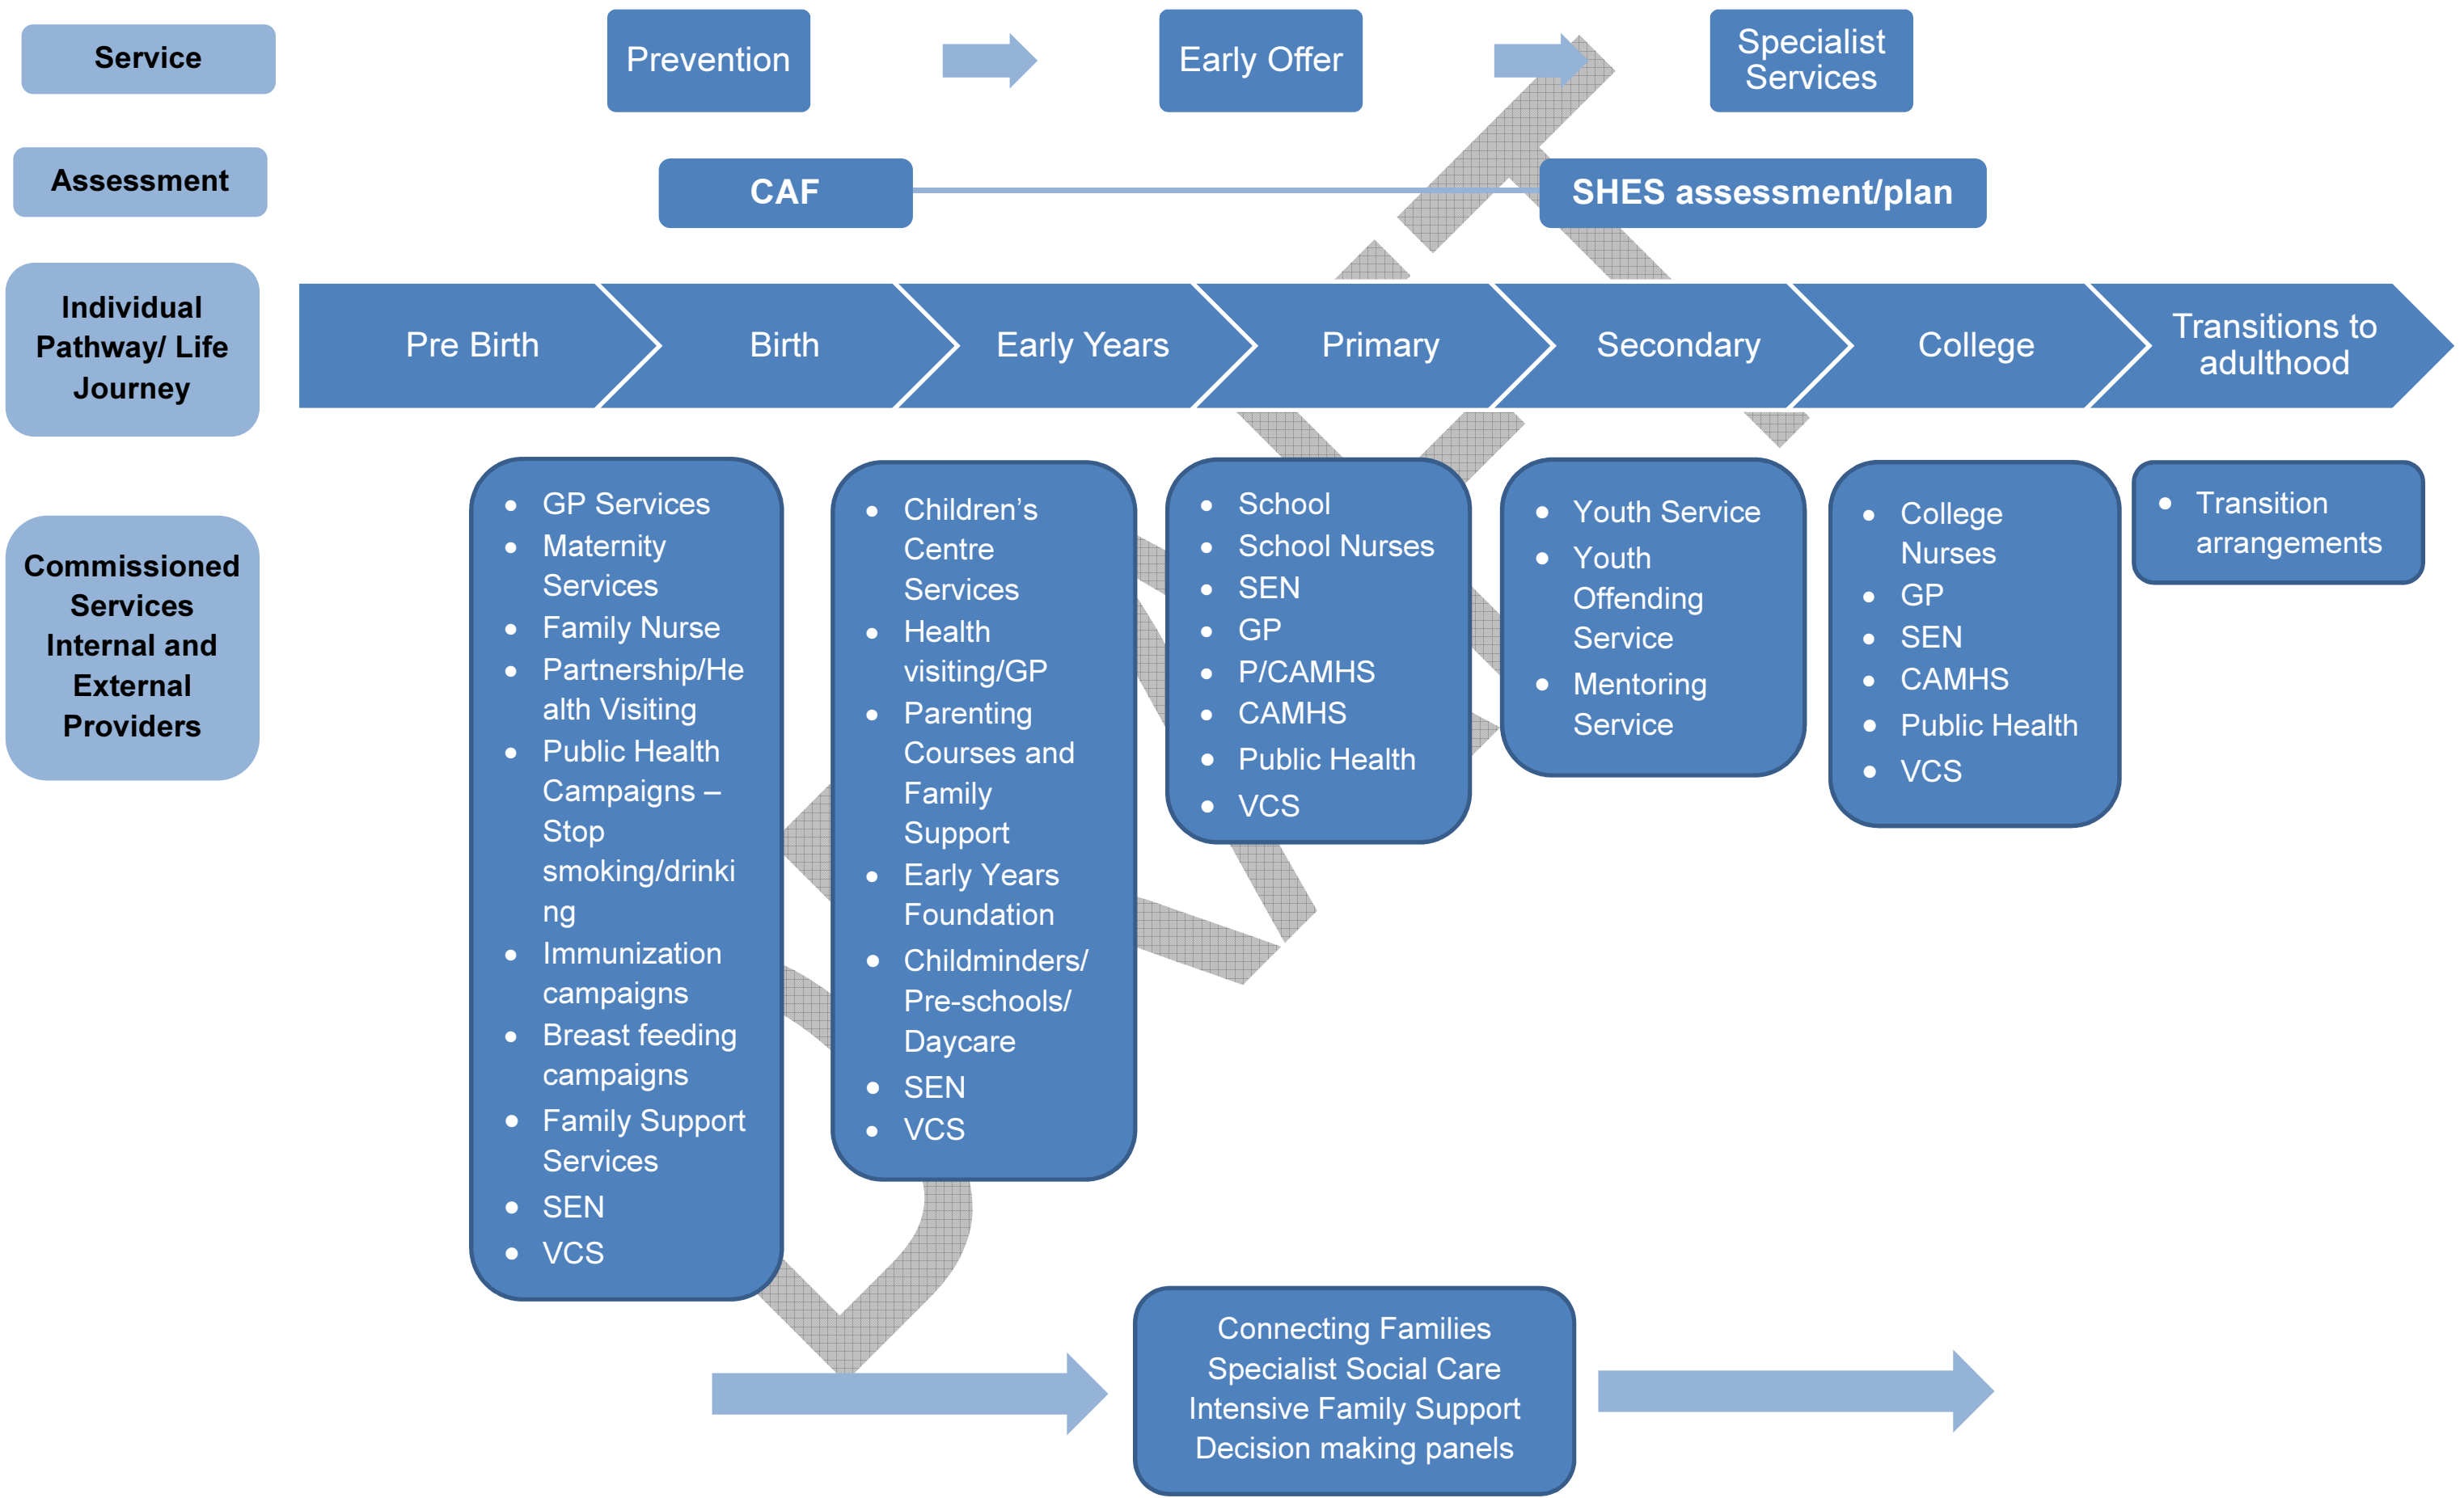 Service
Prevention
Early Offer
Specialist
Services
Assessment
CAF
SHES assessment/plan
Individual
Pathway/ Life
Journey
Pre Birth
Birth
Early Years
Primary
Secondary
College
Transitions to
adulthood
Commissioned
Services
Internal and
External
Providers
• GP Services
• Maternity
Services
• Family Nurse
• Partnership/He
alth Visiting
• Public Health
Campaigns –
Stop
smoking/drinki
ng
• Immunization
campaigns
• Breast feeding
campaigns
• Family Support
Services
• SEN
• VCS
• Children’s
Centre
Services
• Health
visiting/GP
• Parenting
Courses and
Family
Support
• Early Years
Foundation
• Childminders/
Pre-schools/
Daycare
• SEN
• VCS
• School
• School Nurses
• SEN
• GP
• P/CAMHS
• CAMHS
• Public Health
• VCS
• Youth Service
• Youth
Offending
Service
• Mentoring
Service
• College
Nurses
• GP
• SEN
• CAMHS
• Public Health
• VCS
• Transition
arrangements
Connecting Families
Specialist Social Care
Intensive Family Support
Decision making panels